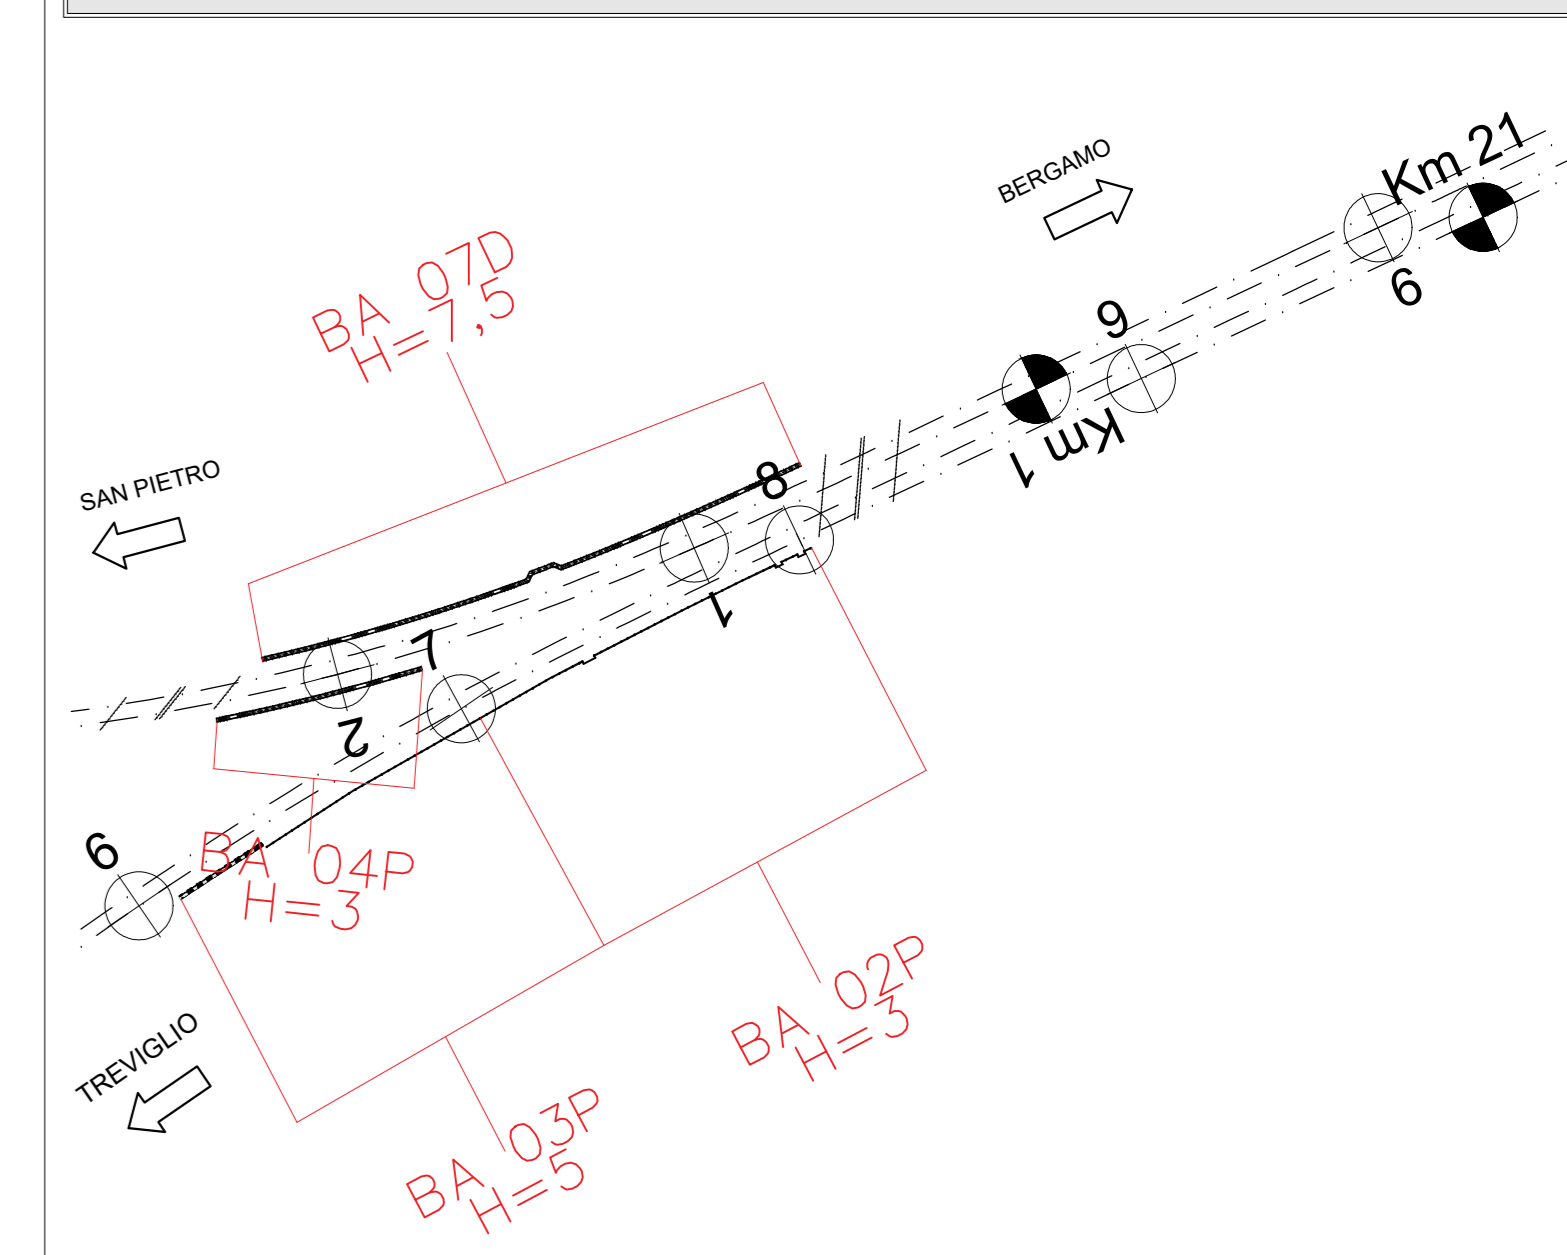 Km 21
BERGAMO
9
6
BA 07D
H=7,5
Km 1
SAN PIETRO
8
1
7
2
6
BA 04P
H=3
BA 02P
H=3
TREVIGLIO
BA 03P
H=5